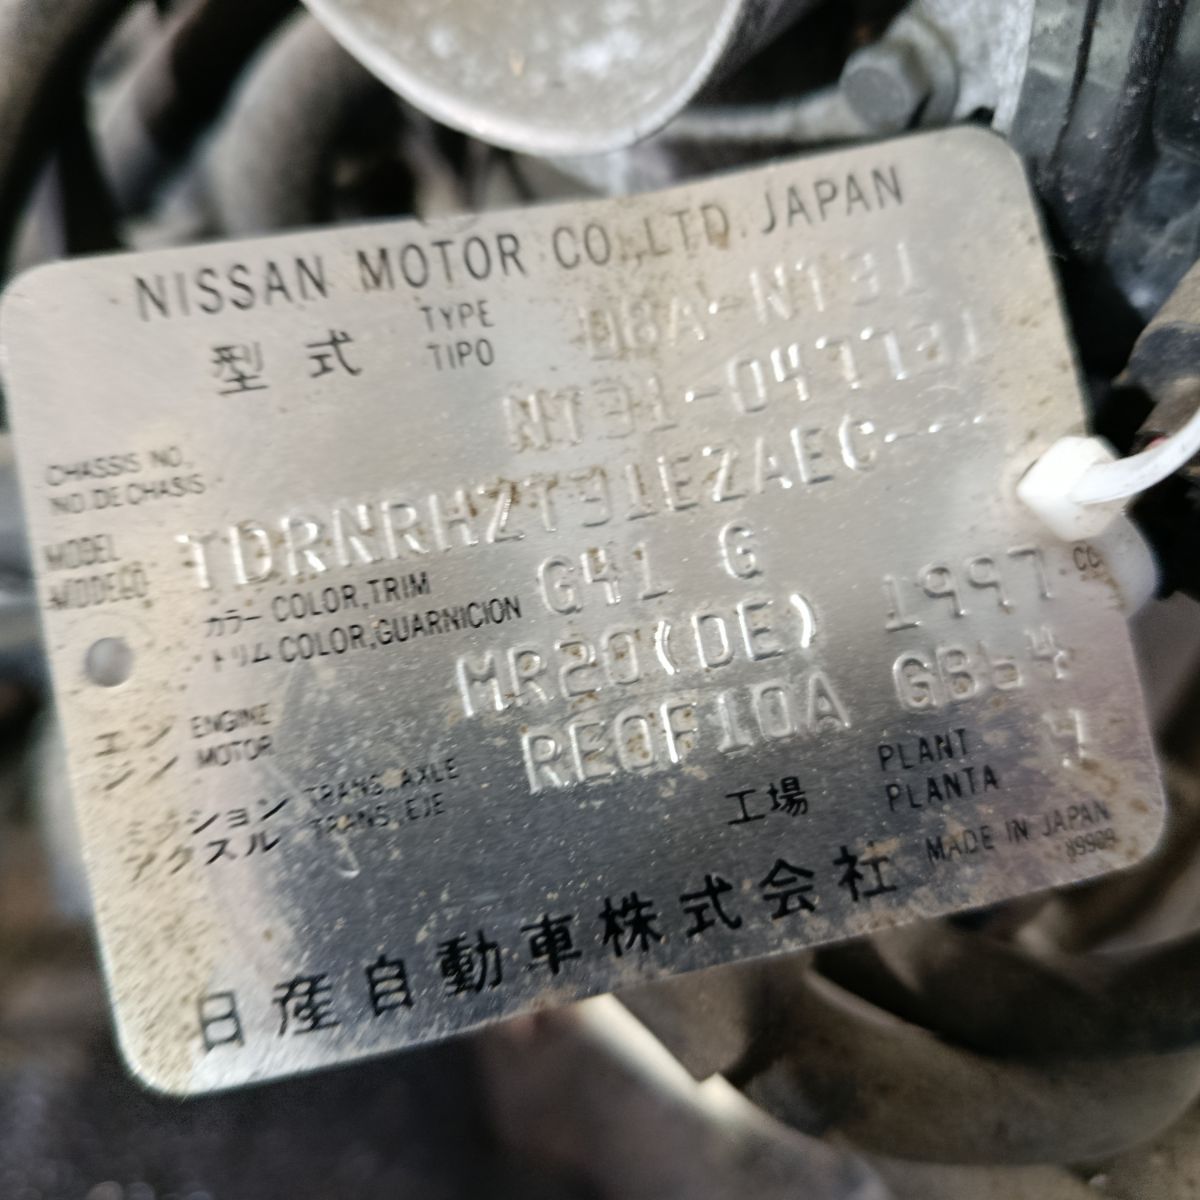 NISSAN MOTOR CO.,LTD. JAPAN
型式 TYPE TIPO DBA-NT31
CHASSIS NO. NO.DE CHASIS NT31-047731
MODEL MODELO TDRNRHZT31EZAEC---
カラー トリム COLOR,TRIM COLOR,GUARNICION G41 G
エンジン ENGINE MOTOR MR20(DE) 1997 CC
ミッション アクスル TRANS. AXLE TRANS. EJE RE0F10A GB64
工場 PLANT PLANTA
MADE IN JAPAN
日産自動車株式会社